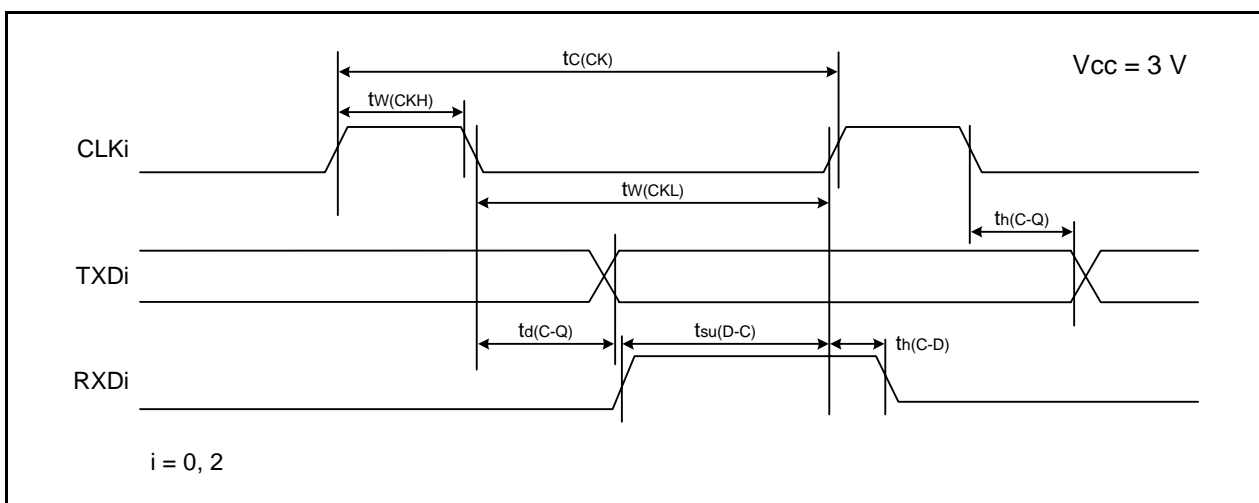 tC(CK)
Vcc = 3 V
tW(CKH)
CLKi
tW(CKL)
th(C-Q)
TXDi
td(C-Q)
tsu(D-C)
th(C-D)
RXDi
i = 0, 2